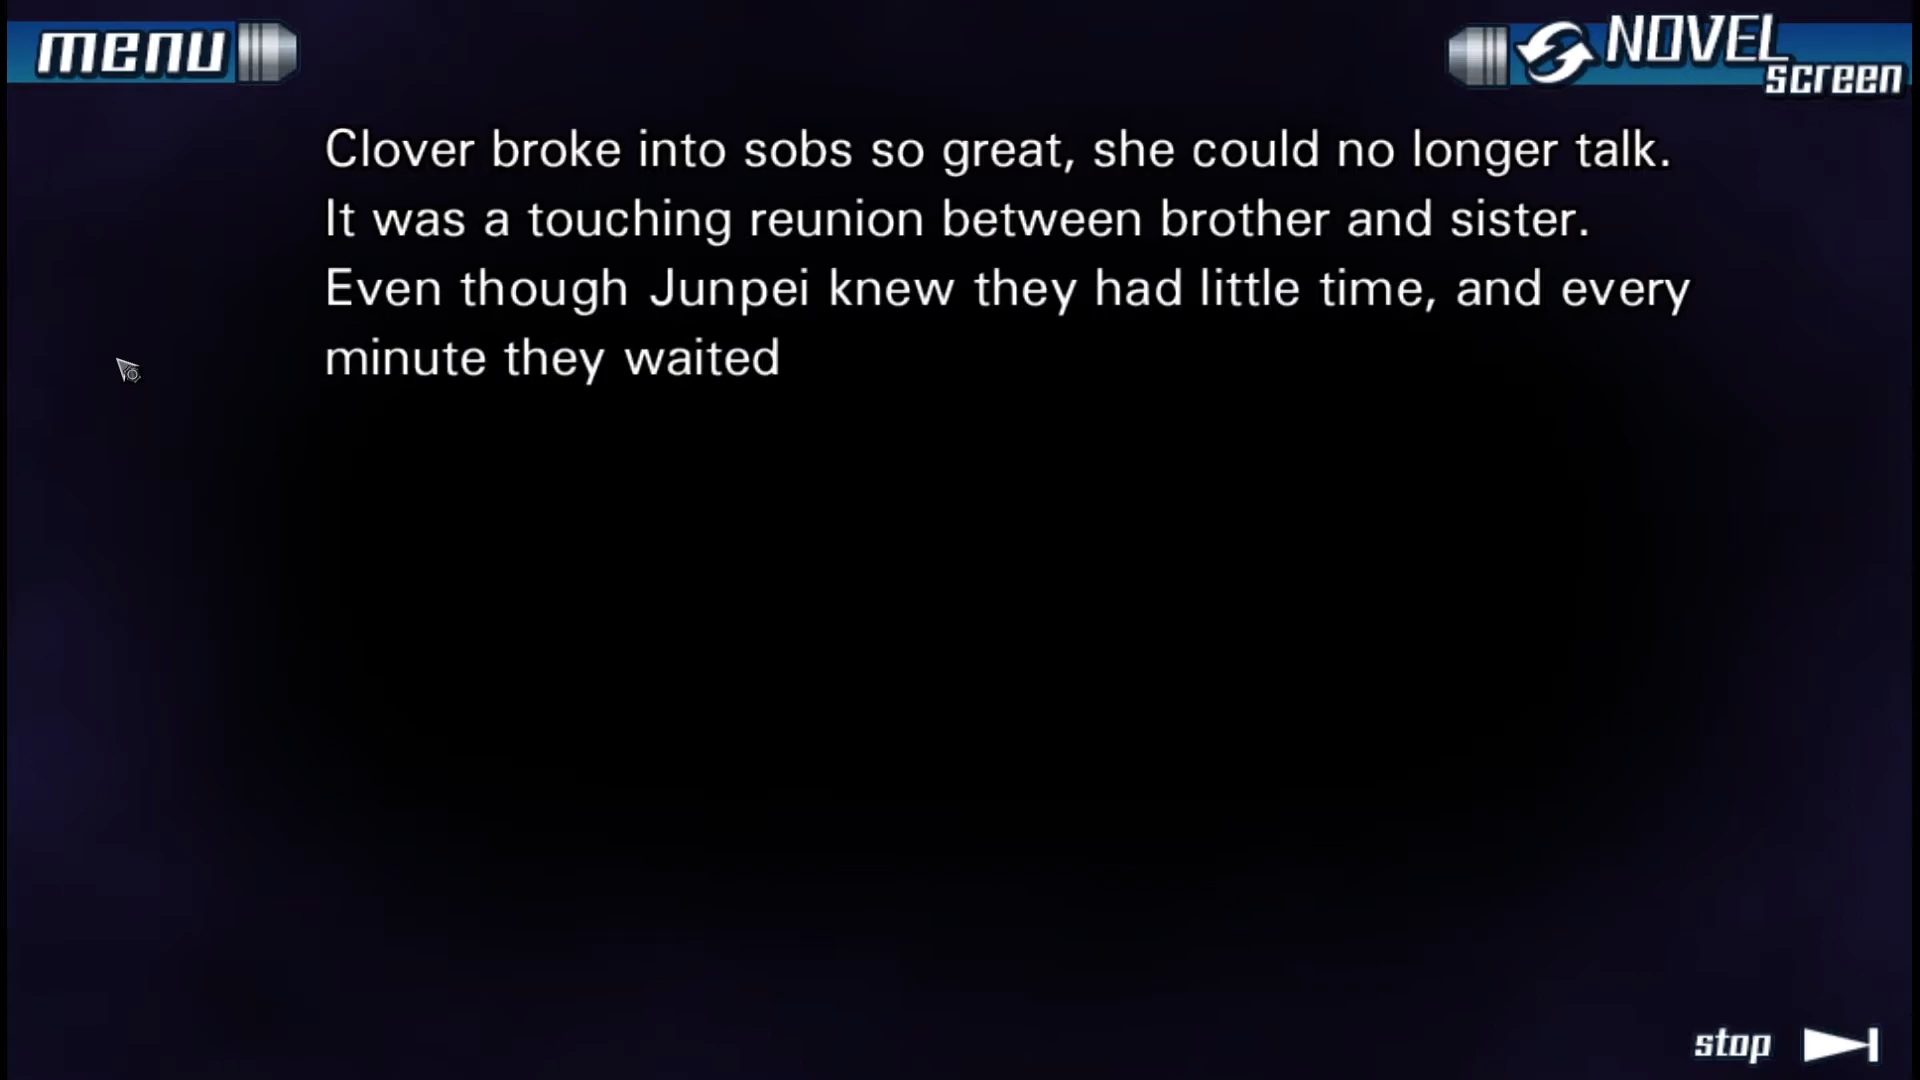 menu
NOVEL
screen
Clover broke into sobs so great, she could no longer talk.
It was a touching reunion between brother and sister.
Even though Junpei knew they had little time, and every
minute they waited
stop